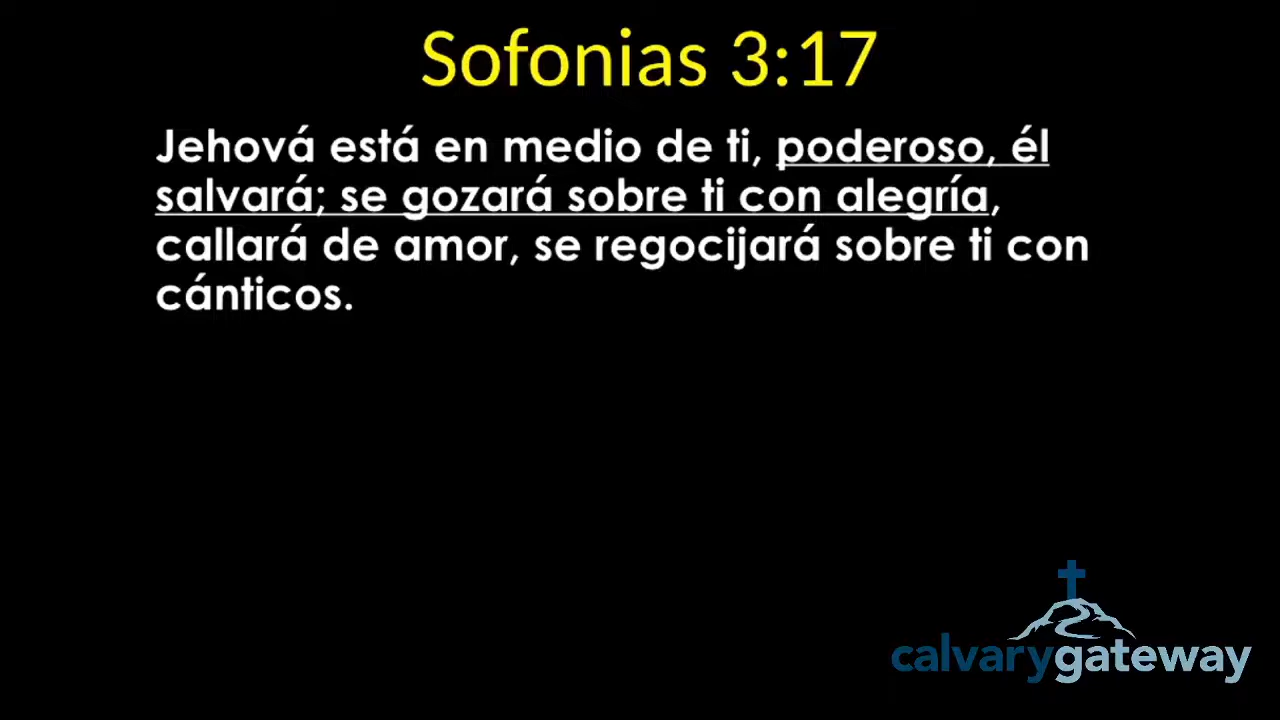 Sofonias 3:17
Jehová está en medio de ti, poderoso, él
salvará; se gozará sobre ti con alegría,
callará de amor, se regocijará sobre ti con
cánticos.
calvarygateway